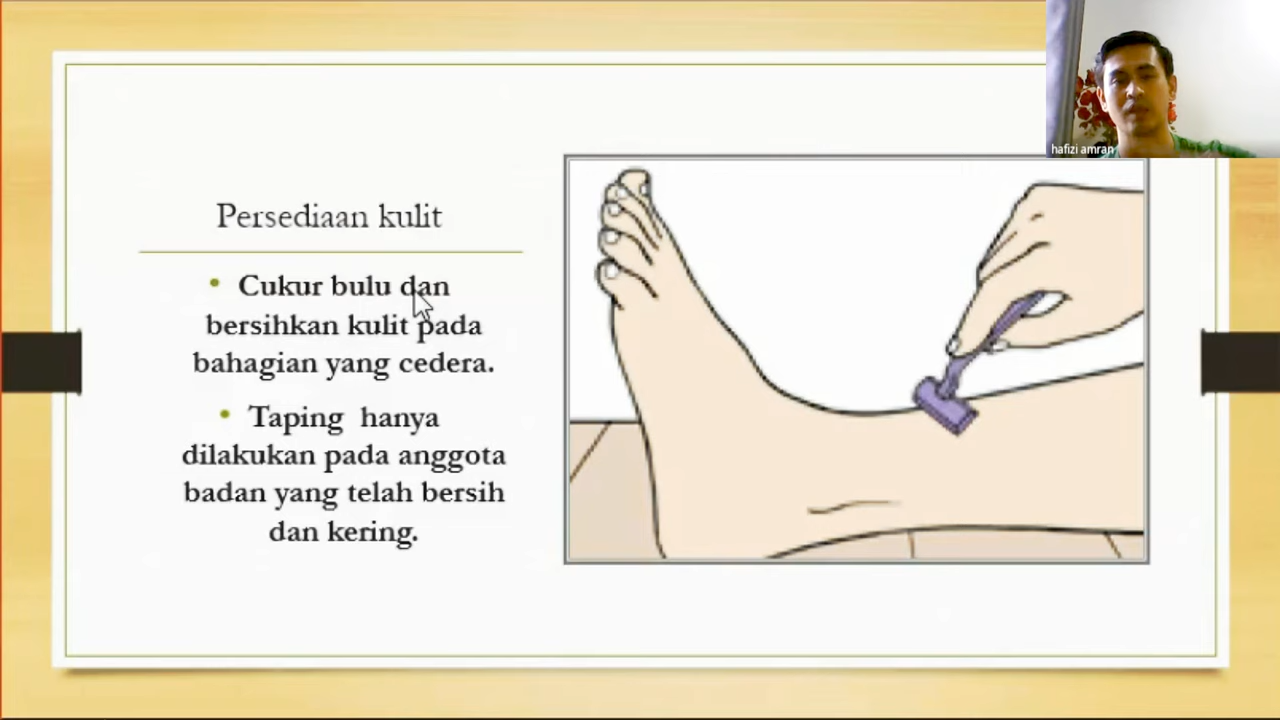 hafizi amran
Persediaan kulit
• Cukur bulu dan
bersihkan kulit pada
bahagian yang cedera.
• Taping  hanya
dilakukan pada anggota
badan yang telah bersih
dan kering.